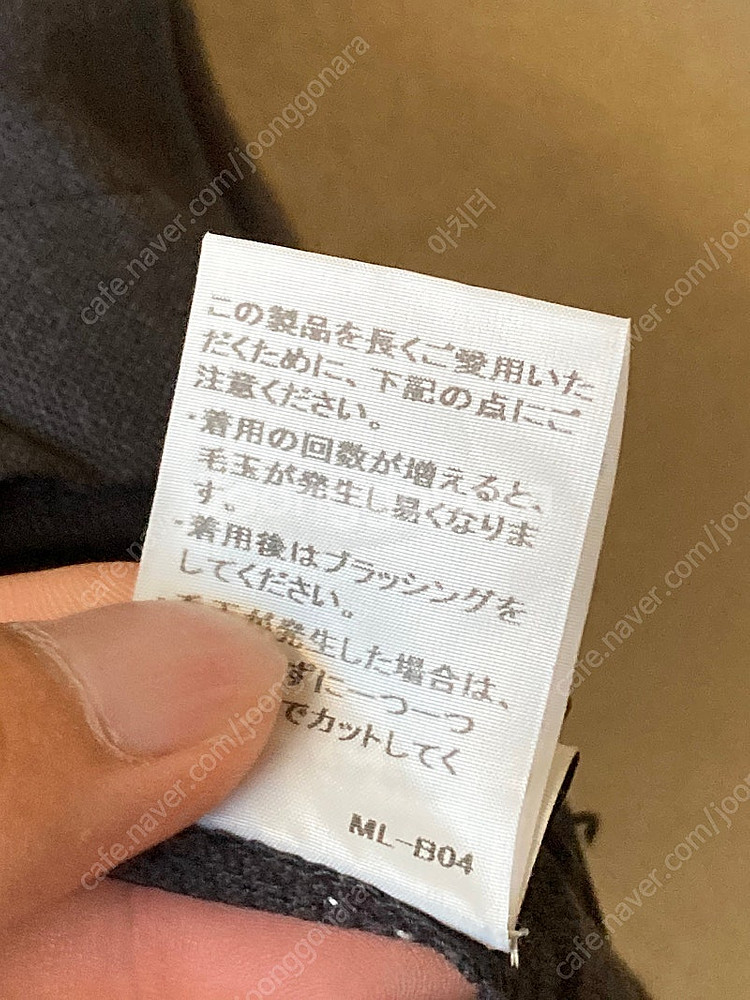 この製品を長くご愛用いた
だくために、下記の点にご
注意ください。
・着用の回数が増えると、
毛玉が発生し易くなりま
す。
・着用後はブラッシングを
してください。
が発生した場合は、
ずに一つ一つ
でカットしてく
ML-B04
cafe.naver.com/joonggonara
아치터